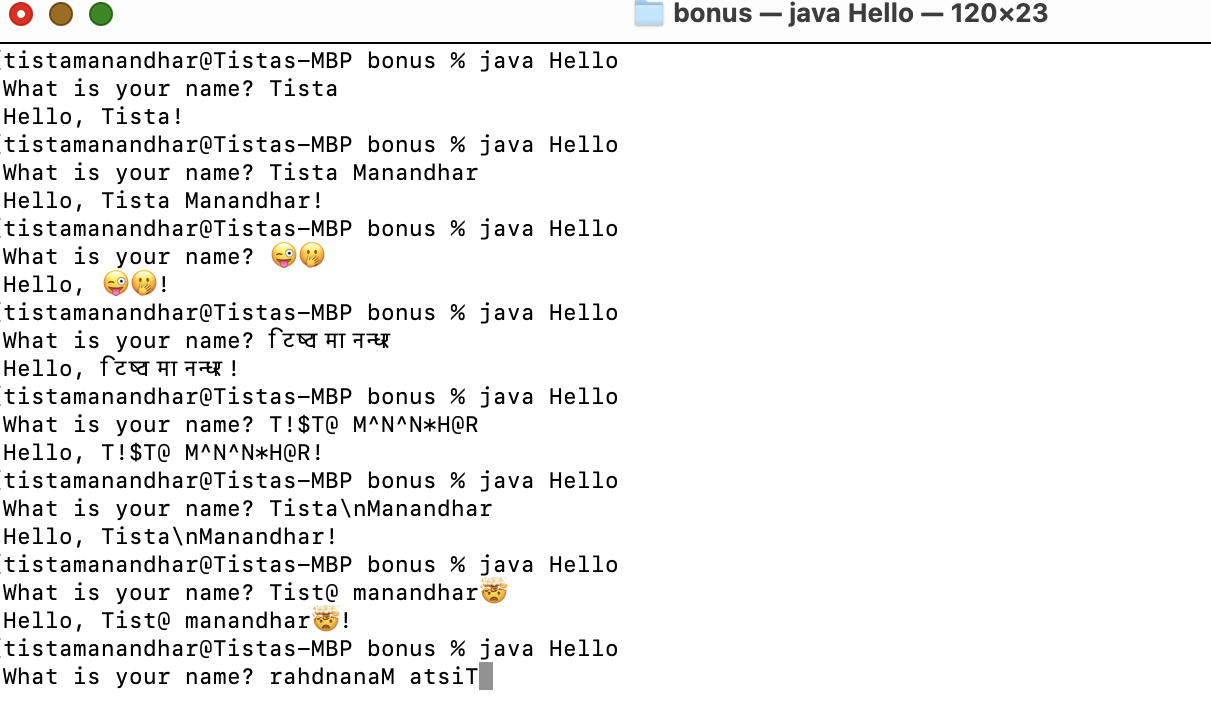 bonus — java Hello — 120×23
tistamanandhar@Tistas-MBP bonus % java Hello
What is your name? Tista
Hello, Tista!
tistamanandhar@Tistas-MBP bonus % java Hello
What is your name? Tista Manandhar
Hello, Tista Manandhar!
tistamanandhar@Tistas-MBP bonus % java Hello
What is your name? 😜🤭
Hello, 😜🤭!
tistamanandhar@Tistas-MBP bonus % java Hello
What is your name? टिष्टा मानन्धर
Hello, टिष्टा मानन्धर!
tistamanandhar@Tistas-MBP bonus % java Hello
What is your name? T!$T@ M^N^N*H@R
Hello, T!$T@ M^N^N*H@R!
tistamanandhar@Tistas-MBP bonus % java Hello
What is your name? Tista\nManandhar
Hello, Tista\nManandhar!
tistamanandhar@Tistas-MBP bonus % java Hello
What is your name? Tist@ manandhar🤯
Hello, Tist@ manandhar🤯!
tistamanandhar@Tistas-MBP bonus % java Hello
What is your name? rahdnanaM atsiT